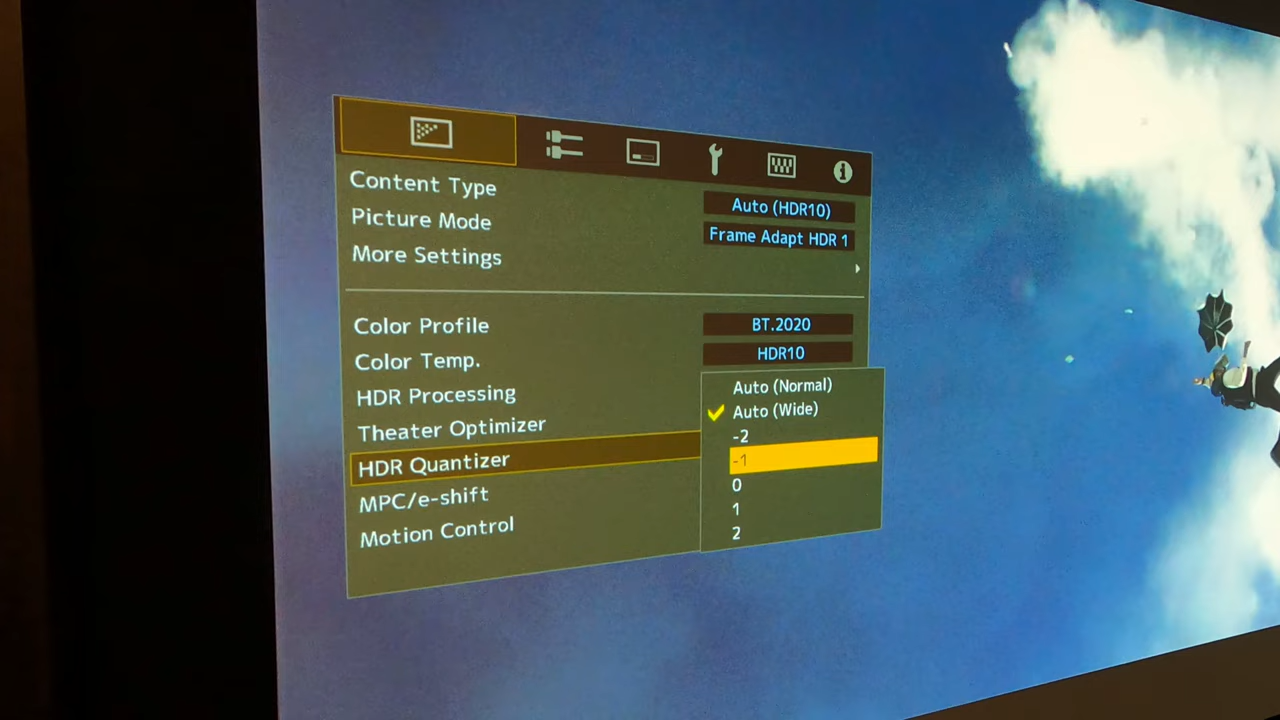 Content Type
Auto (HDR10)
Picture Mode
Frame Adapt HDR 1
More Settings
Color Profile
BT.2020
Color Temp.
HDR10
HDR Processing
Auto (Normal)
Theater Optimizer
Auto (Wide)
HDR Quantizer
-2
-1
MPC/e-shift
0
Motion Control
1
2